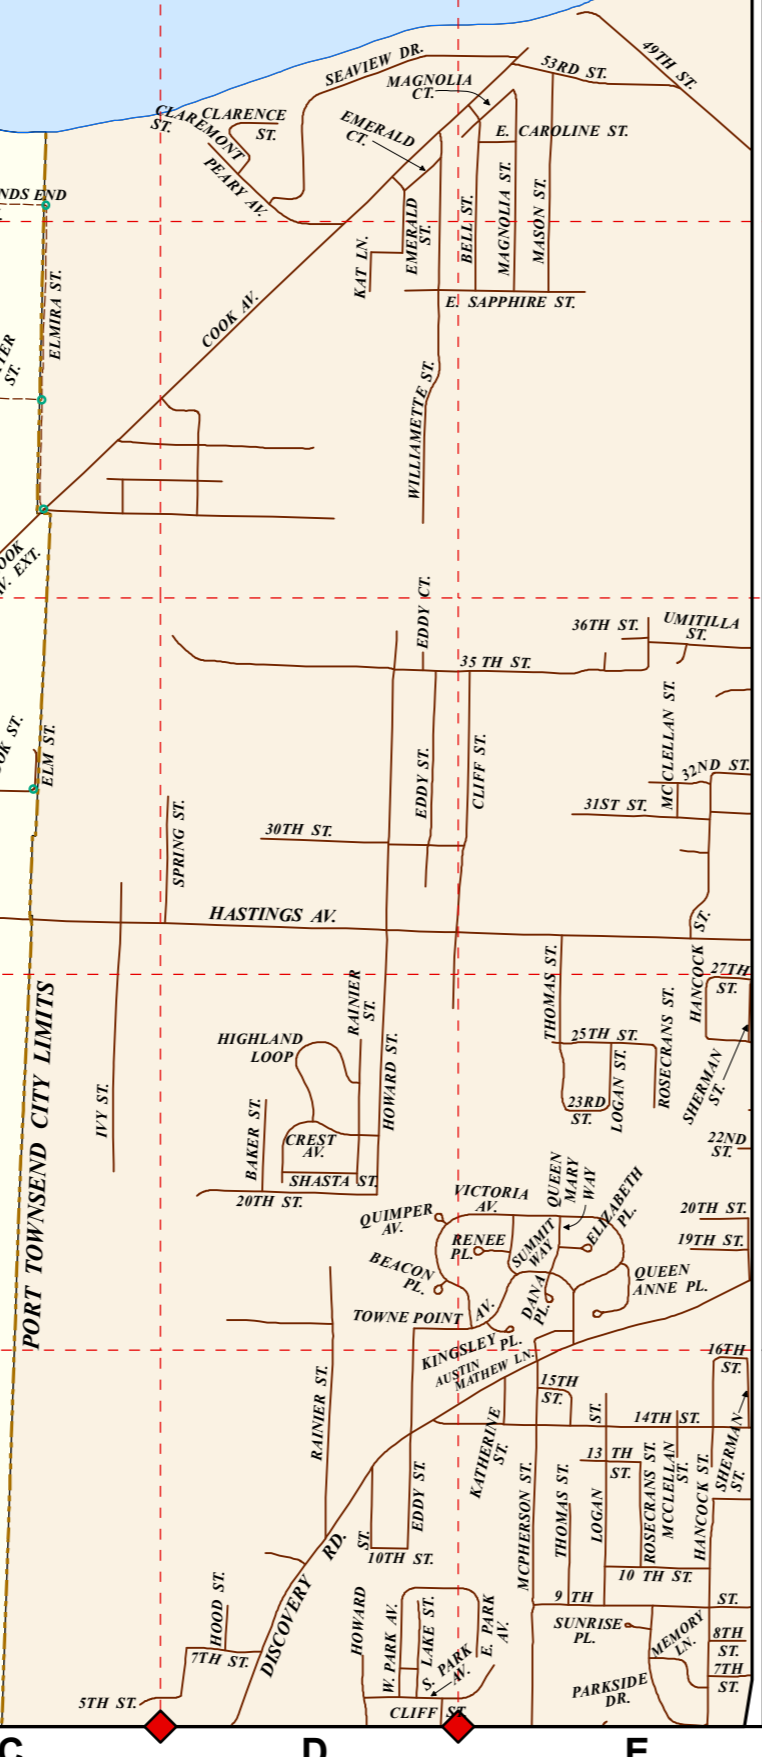 SEAVIEW DR.
49TH ST.
53RD ST.
MAGNOLIA
CT.
CLARENCE
ST.
CLAREMONT
ST.
EMERALD
CT.
E. CAROLINE ST.
PEARY AV.
NDS END
EMERALD
ST.
BELL ST.
MAGNOLIA ST.
MASON ST.
KAT LN.
ELMIRA ST.
E. SAPPHIRE ST.
COOK AV.
TER
ST.
WILLIAMETTE ST.
OOK
V. EXT.
EDDY CT.
36TH ST.
UMITILLA
ST.
35 TH ST.
OK ST.
ELM ST.
EDDY ST.
CLIFF ST.
MCCLELLAN ST.
32ND ST.
31ST ST.
SPRING ST.
30TH ST.
HASTINGS AV.
HANCOCK ST.
THOMAS ST.
27TH
ST.
RAINIER
ST.
PORT TOWNSEND CITY LIMITS
HIGHLAND
LOOP
HOWARD ST.
25TH ST.
LOGAN ST.
ROSECRANS ST.
SHERMAN
ST.
IVY ST.
BAKER ST.
23RD
ST.
CREST
AV.
22ND
ST.
SHASTA ST.
20TH ST.
QUEEN
MARY
WAY
VICTORIA
AV.
ELIZABETH
PL.
QUIMPER
AV.
20TH ST.
RENEE
PL.
SUMMIT
WAY
19TH ST.
BEACON
PL.
DANA
PL.
QUEEN
ANNE PL.
TOWNE POINT AV.
KINGSLEY PL.
AUSTIN
MATHEW LN.
16TH
ST.
RAINIER ST.
15TH
ST.
14TH ST.
SHERMAN
ST.
KATHERINE
ST.
13 TH
ST.
LOGAN ST.
ROSECRANS ST.
MCCLELLAN
ST.
HANCOCK ST.
EDDY ST.
MCPHERSON ST.
THOMAS ST.
DISCOVERY RD.
10TH ST.
10 TH ST.
HOWARD ST.
9 TH ST.
HOOD ST.
W. PARK AV.
LAKE ST.
E. PARK
AV.
S. PARK
AV.
SUNRISE
PL.
MEMORY
LN.
8TH
ST.
7TH ST.
7TH
ST.
PARKSIDE
DR.
5TH ST.
CLIFF ST.
C D E